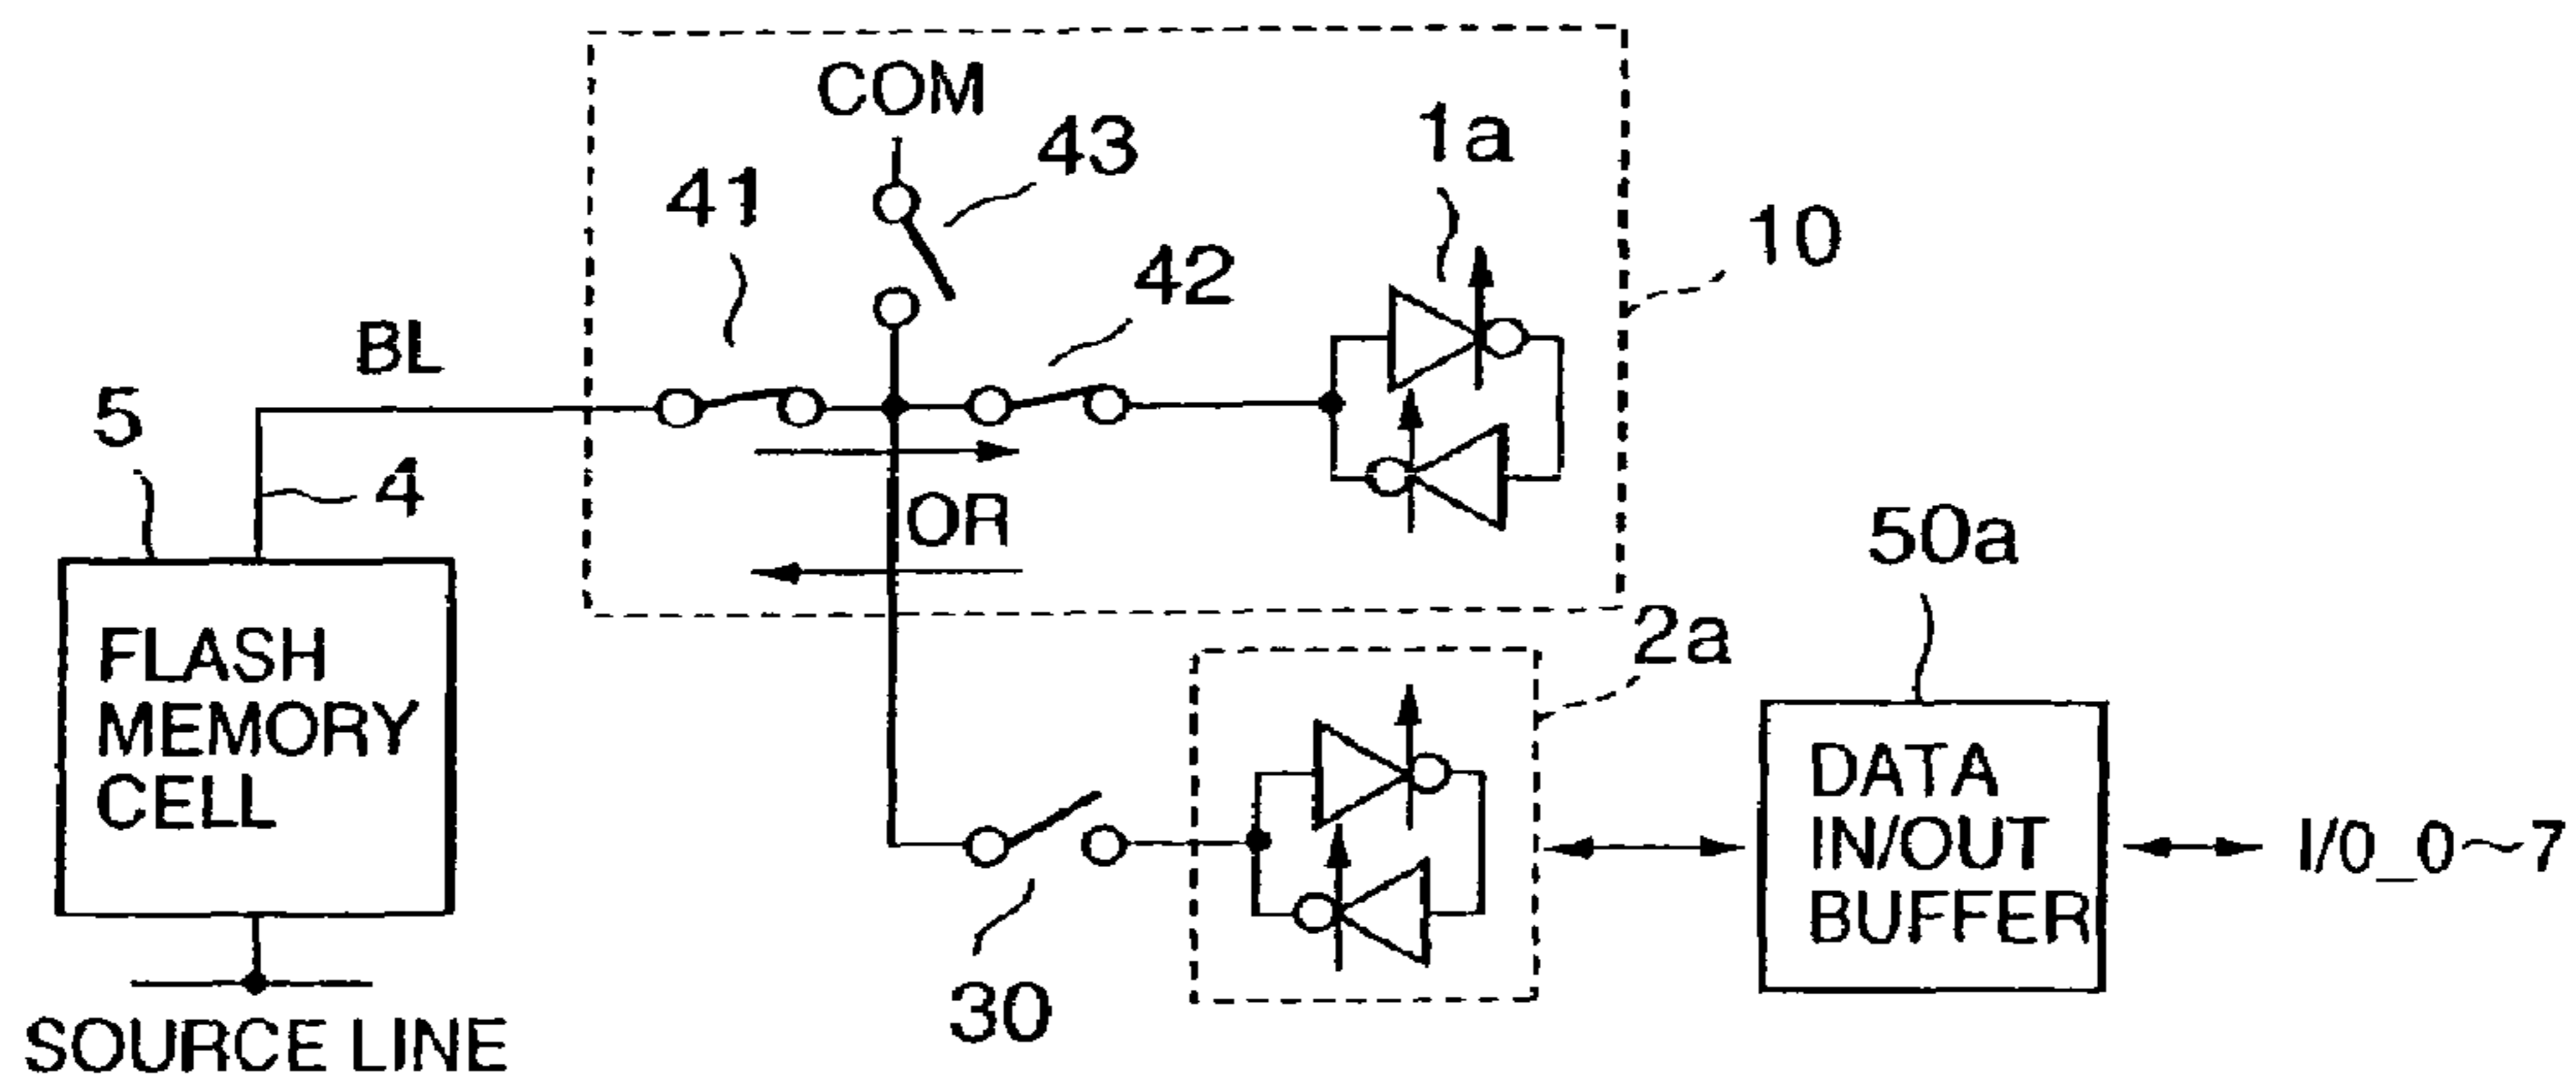 COM
43
1a
41
10
42
BL
5
4
OR
50a
FLASH
MEMORY
CELL
2a
DATA
IN/OUT
BUFFER
I/0_0~7
30
SOURCE LINE